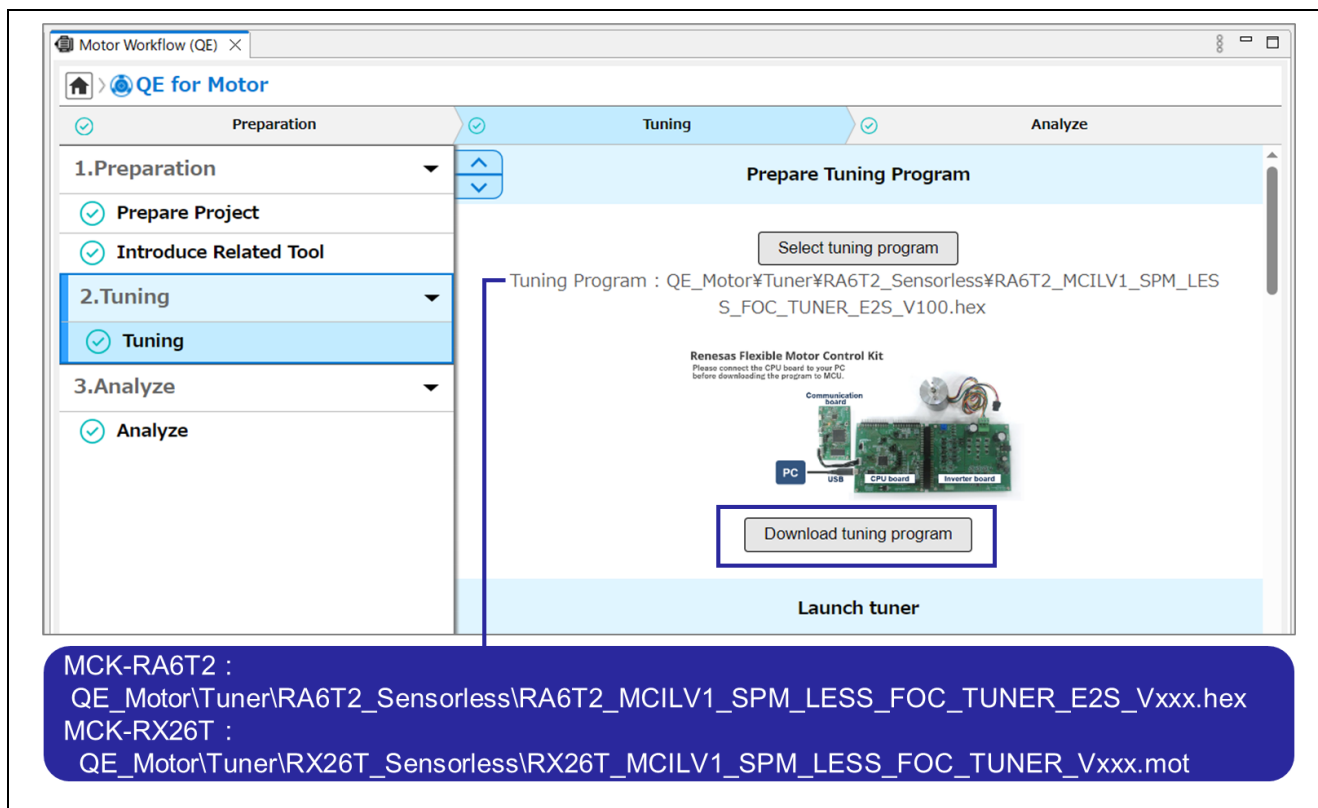 Motor Workflow (QE)
QE for Motor
Preparation
Tuning
Analyze
1.Preparation
Prepare Project
Introduce Related Tool
2.Tuning
Tuning
3.Analyze
Analyze
Prepare Tuning Program
Select tuning program
Tuning Program : QE_Motor¥Tuner¥RA6T2_Sensorless¥RA6T2_MCILV1_SPM_LES
S_FOC_TUNER_E2S_V100.hex
Renesas Flexible Motor Control Kit
Please connect the CPU board to your PC
before downloading the program to MCU.
Communication
board
PC
USB
CPU board
Inverter board
Download tuning program
Launch tuner
MCK-RA6T2 :
QE_Motor\Tuner\RA6T2_Sensorless\RA6T2_MCILV1_SPM_LESS_FOC_TUNER_E2S_Vxxx.hex
MCK-RX26T :
QE_Motor\Tuner\RX26T_Sensorless\RX26T_MCILV1_SPM_LESS_FOC_TUNER_Vxxx.mot